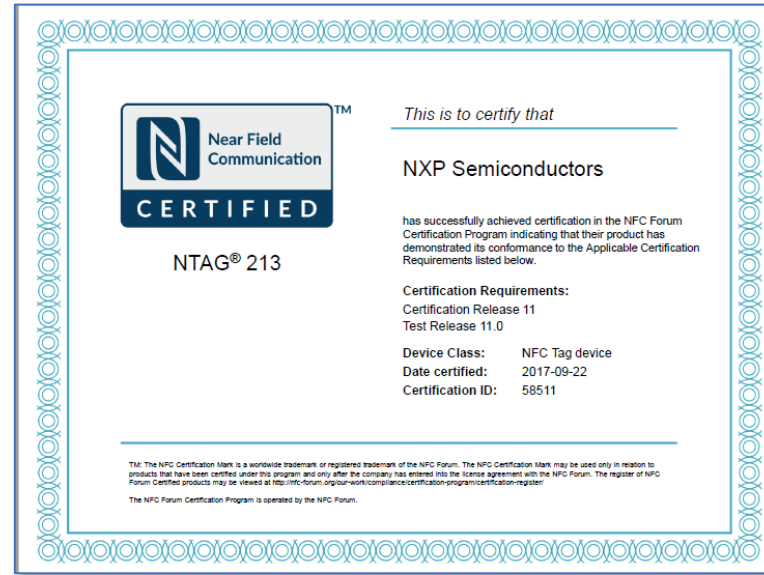 Near Field
Communication
TM
CERTIFIED
NTAG® 213
This is to certify that
NXP Semiconductors
has successfully achieved certification in the NFC Forum
Certification Program indicating that their product has
demonstrated its conformance to the Applicable Certification
Requirements listed below.
Certification Requirements:
Certification Release 11
Test Release 11.0
Device Class: NFC Tag device
Date certified: 2017-09-22
Certification ID: 58511
TM: The NFC Certification Mark is a worldwide trademark or registered trademark of the NFC Forum. The NFC Certification Mark may be used only in relation to
products that have been certified under this program and only after the company has entered into the license agreement with the NFC Forum. The register of NFC
Forum Certified products may be viewed at http://nfc-forum.org/our-work/compliance/certification-program/certification-register/
The NFC Forum Certification Program is operated by the NFC Forum.